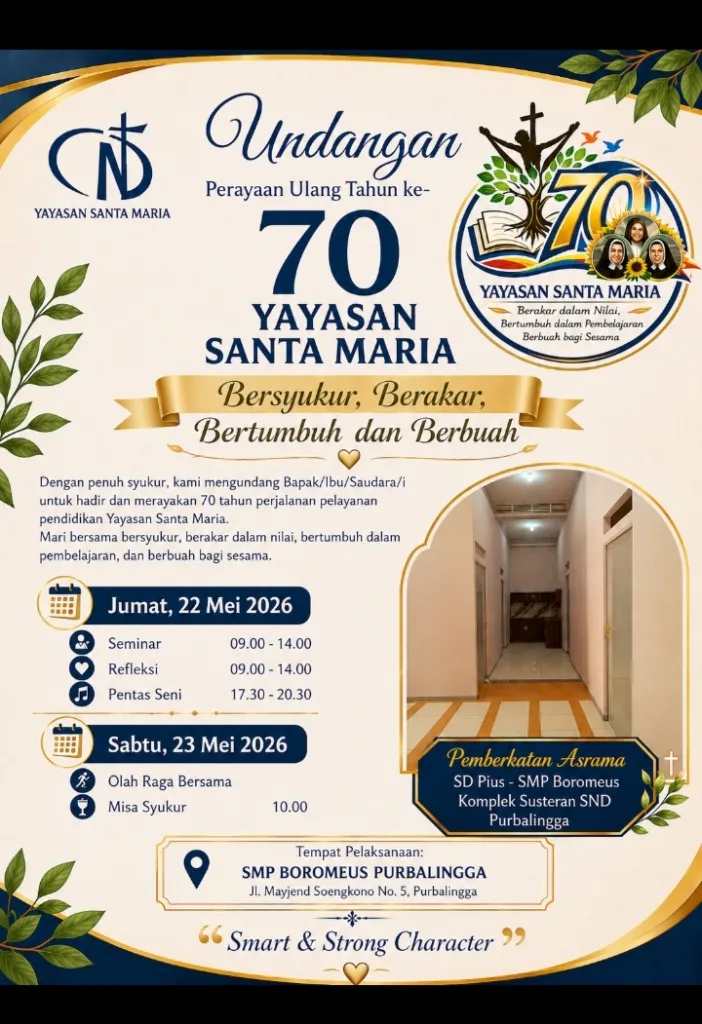 YAYASAN SANTA MARIA
Undangan
Perayaan Ulang Tahun ke-
70
YAYASAN
SANTA MARIA
70
YAYASAN SANTA MARIA
Berakar dalam Nilai,
Bertumbuh dalam Pembelajaran
Berbuah bagi Sesama
Bersyukur, Berakar,
Bertumbuh dan Berbuah
Dengan penuh syukur, kami mengundang Bapak/Ibu/Saudara/i
untuk hadir dan merayakan 70 tahun perjalanan pelayanan
pendidikan Yayasan Santa Maria.
Mari bersama bersyukur, berakar dalam nilai, bertumbuh dalam
pembelajaran, dan berbuah bagi sesama.
Jumat, 22 Mei 2026
Seminar 09.00 - 14.00
Refleksi 09.00 - 14.00
Pentas Seni 17.30 - 20.30
Sabtu, 23 Mei 2026
Olah Raga Bersama
Misa Syukur 10.00
Pemberkatan Asrama
SD Pius - SMP Boromeus
Komplek Susteran SND
Purbalingga
Tempat Pelaksanaan:
SMP BOROMEUS PURBALINGGA
Jl. Mayjend Soengkono No. 5, Purbalingga
“Smart & Strong Character”